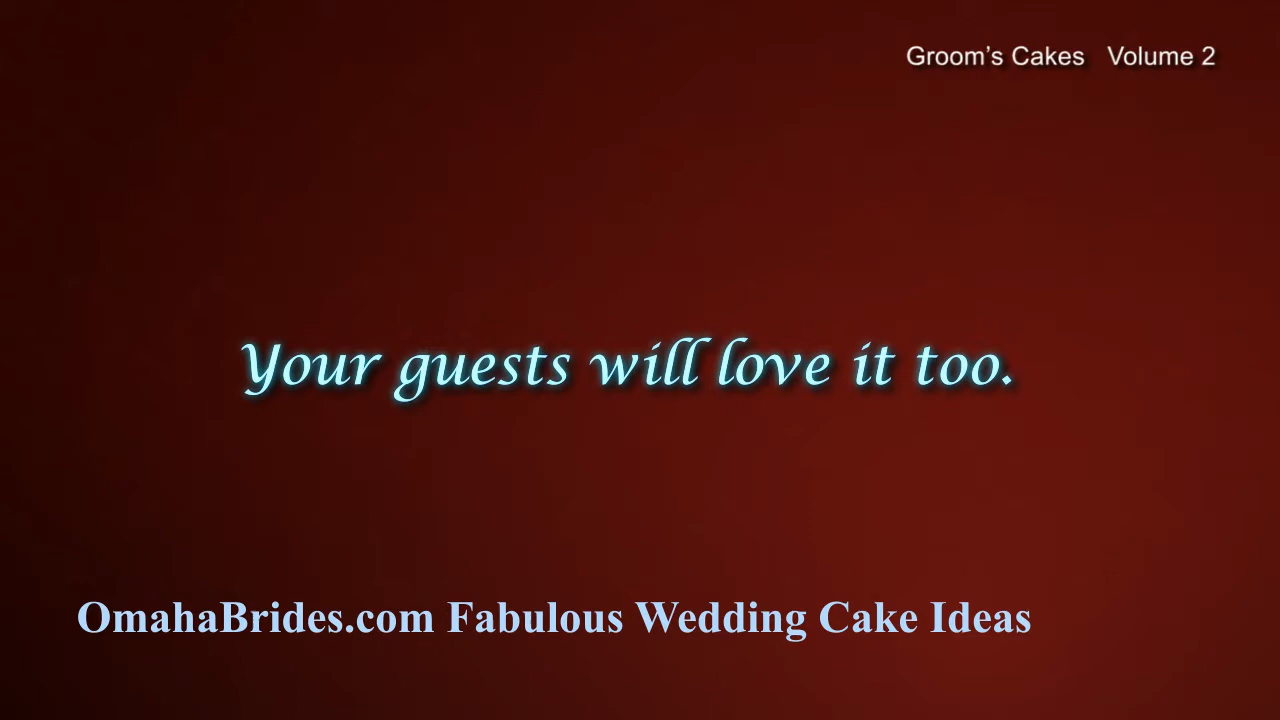 Groom’s Cakes Volume 2
Your guests will love it too.
OmahaBrides.com Fabulous Wedding Cake Ideas